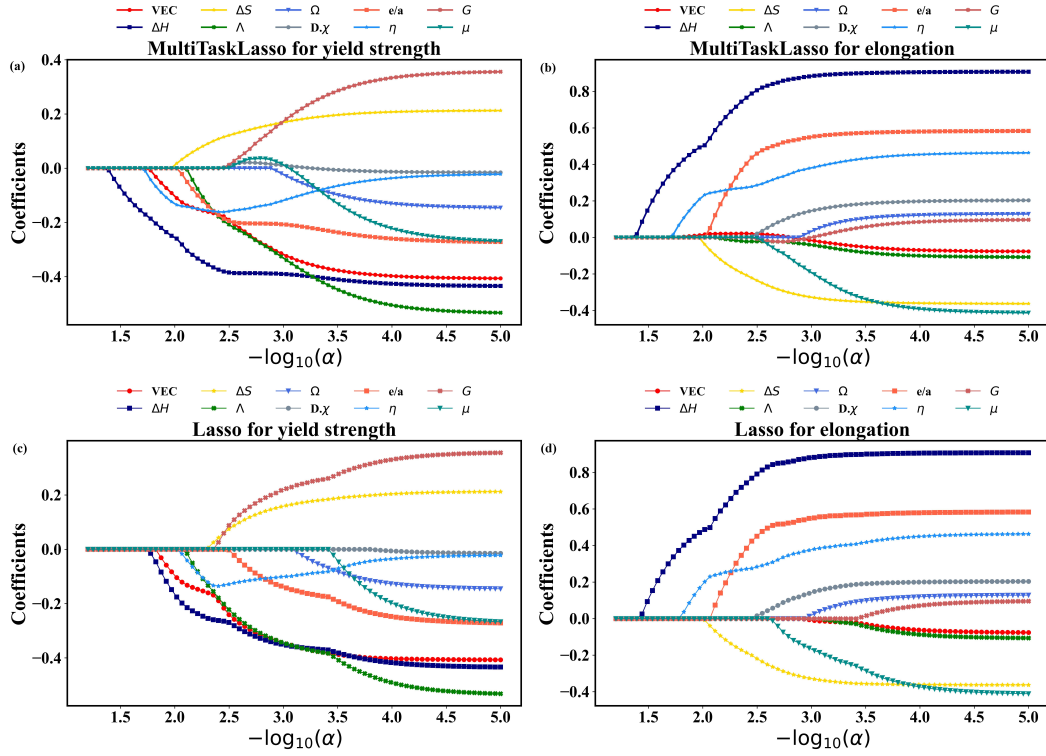 VEC ΔS Ω e/a G
ΔH Λ D.χ η μ
MultiTaskLasso for yield strength
(a)
0.4
0.2
0.0
−0.2
−0.4
Coefficients
1.5 2.0 2.5 3.0 3.5 4.0 4.5 5.0
−log₁₀(α)
VEC ΔS Ω e/a G
ΔH Λ D.χ η μ
MultiTaskLasso for elongation
(b)
0.8
0.6
0.4
0.2
0.0
−0.2
−0.4
Coefficients
1.5 2.0 2.5 3.0 3.5 4.0 4.5 5.0
−log₁₀(α)
VEC ΔS Ω e/a G
ΔH Λ D.χ η μ
Lasso for yield strength
(c)
0.2
0.0
−0.2
−0.4
Coefficients
1.5 2.0 2.5 3.0 3.5 4.0 4.5 5.0
−log₁₀(α)
VEC ΔS Ω e/a G
ΔH Λ D.χ η μ
Lasso for elongation
(d)
0.8
0.6
0.4
0.2
0.0
−0.2
−0.4
Coefficients
1.5 2.0 2.5 3.0 3.5 4.0 4.5 5.0
−log₁₀(α)